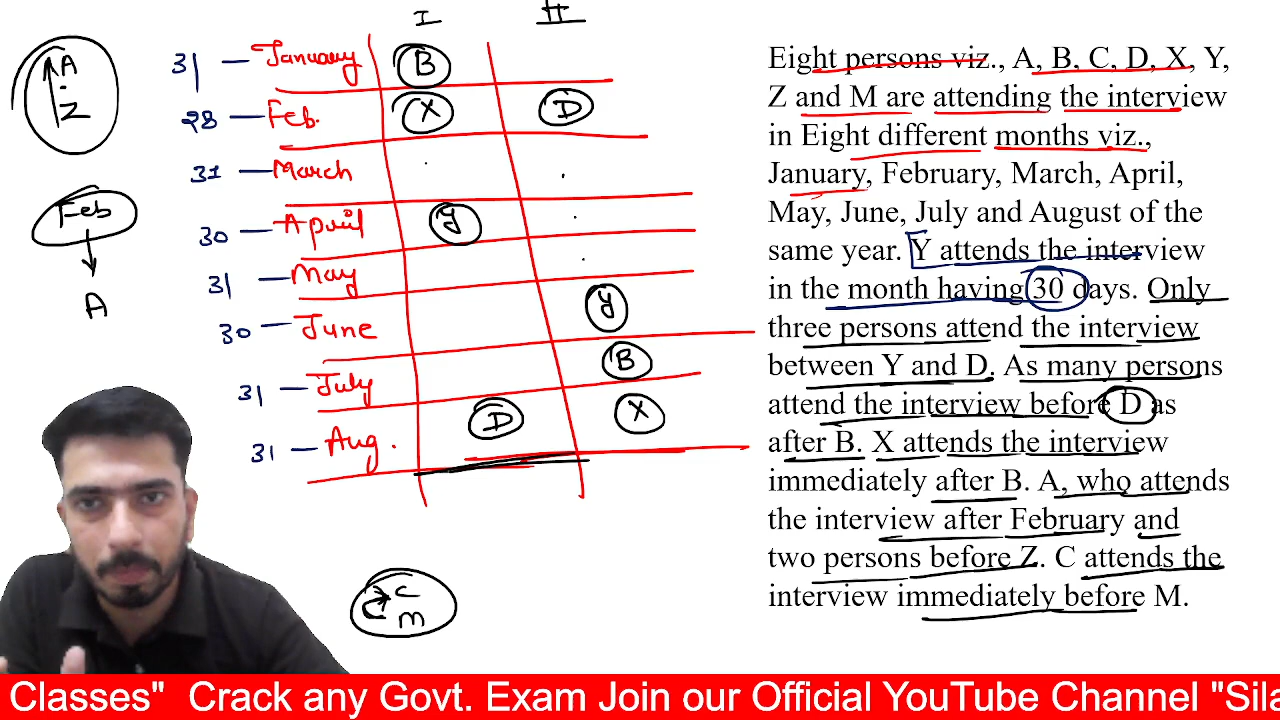 I II
31 — January B
28 — Feb. X D
31 — March
30 — April Y
31 — May
30 — June Y
31 — July B
31 — Aug. D X
A
.
Z
Feb
A
C
M
Eight persons viz., A, B, C, D, X, Y,
Z and M are attending the interview
in Eight different months viz.,
January, February, March, April,
May, June, July and August of the
same year. Y attends the interview
in the month having 30 days. Only
three persons attend the interview
between Y and D. As many persons
attend the interview before D as
after B. X attends the interview
immediately after B. A, who attends
the interview after February and
two persons before Z. C attends the
interview immediately before M.
Classes" Crack any Govt. Exam Join our Official YouTube Channel "Sila